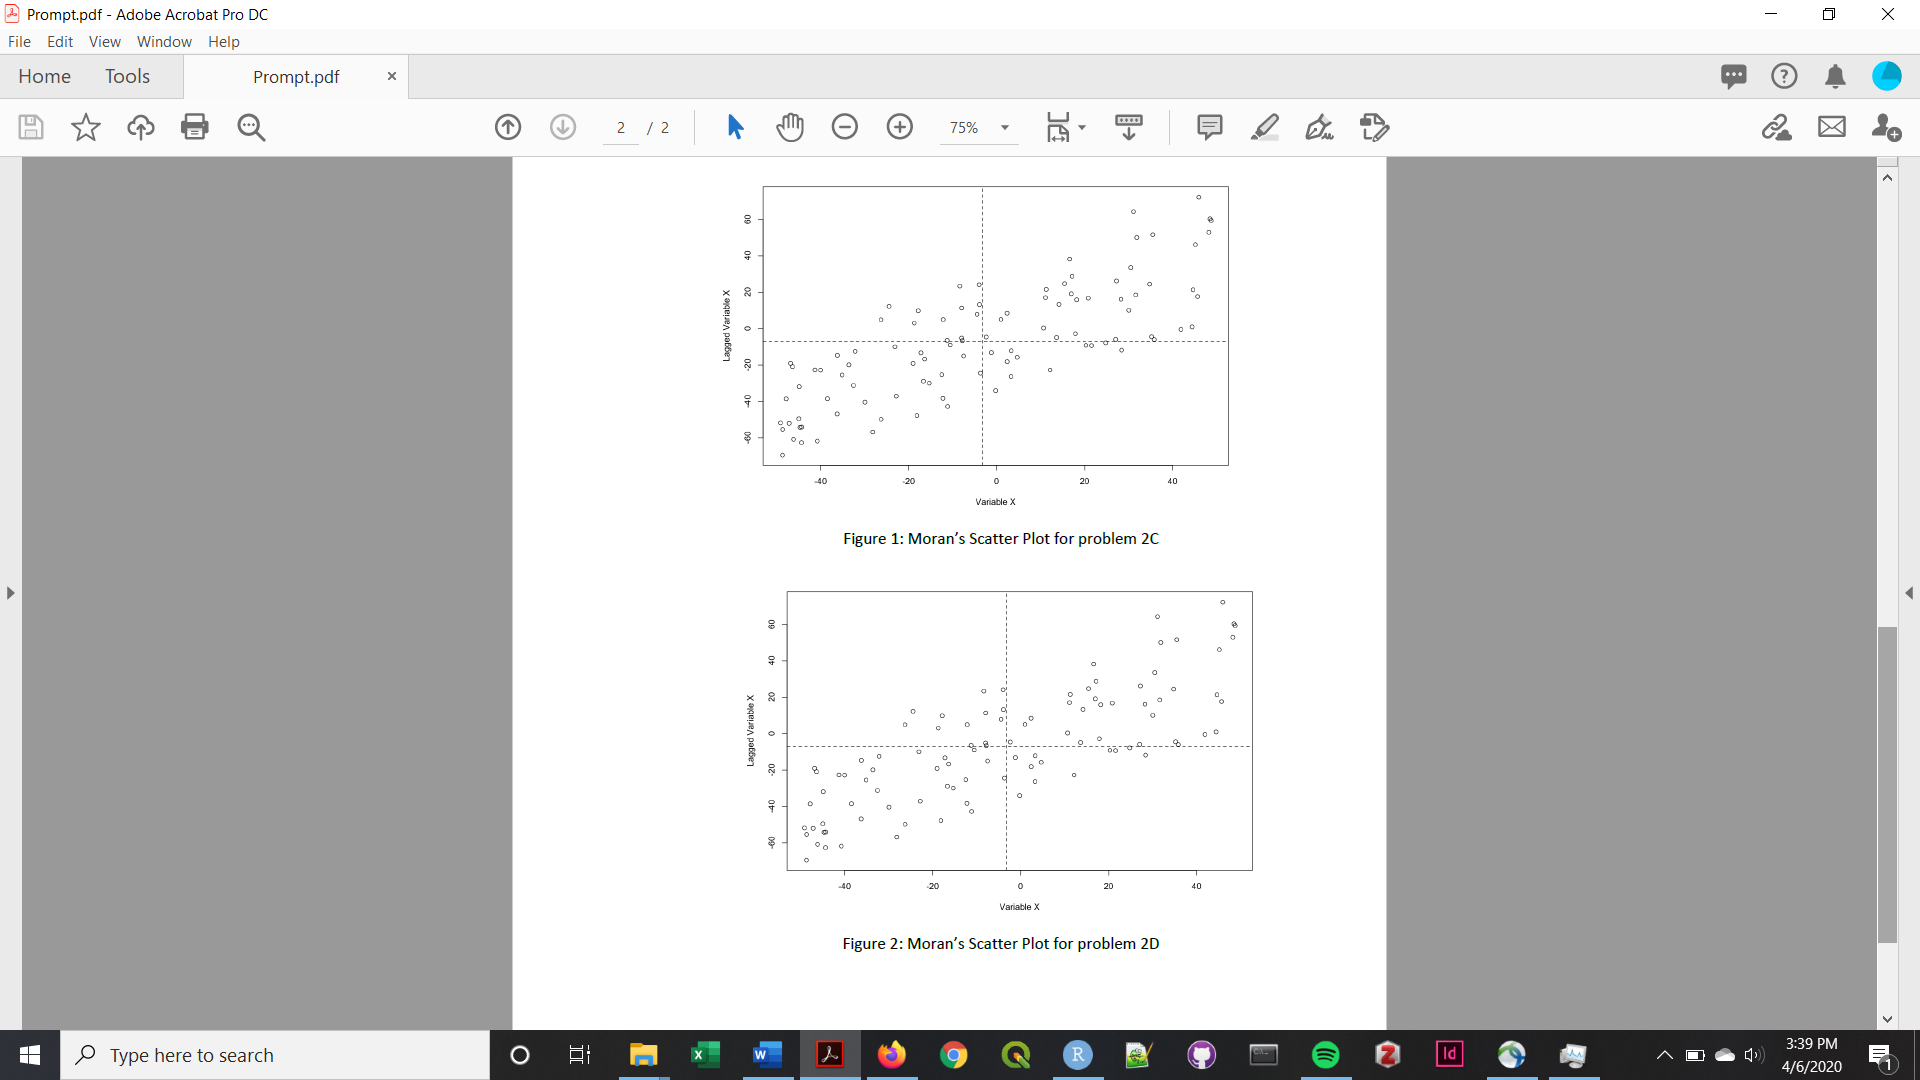 Prompt.pdf - Adobe Acrobat Pro DC
File Edit View Window Help
Home Tools Prompt.pdf ×
2 / 2 75%
60
40
20
0
-20
-40
-60
Lagged Variable X
-40 -20 0 20 40
Variable X
Figure 1: Moran’s Scatter Plot for problem 2C
60
40
20
0
-20
-40
-60
Lagged Variable X
-40 -20 0 20 40
Variable X
Figure 2: Moran’s Scatter Plot for problem 2D
Type here to search
3:39 PM
4/6/2020
1